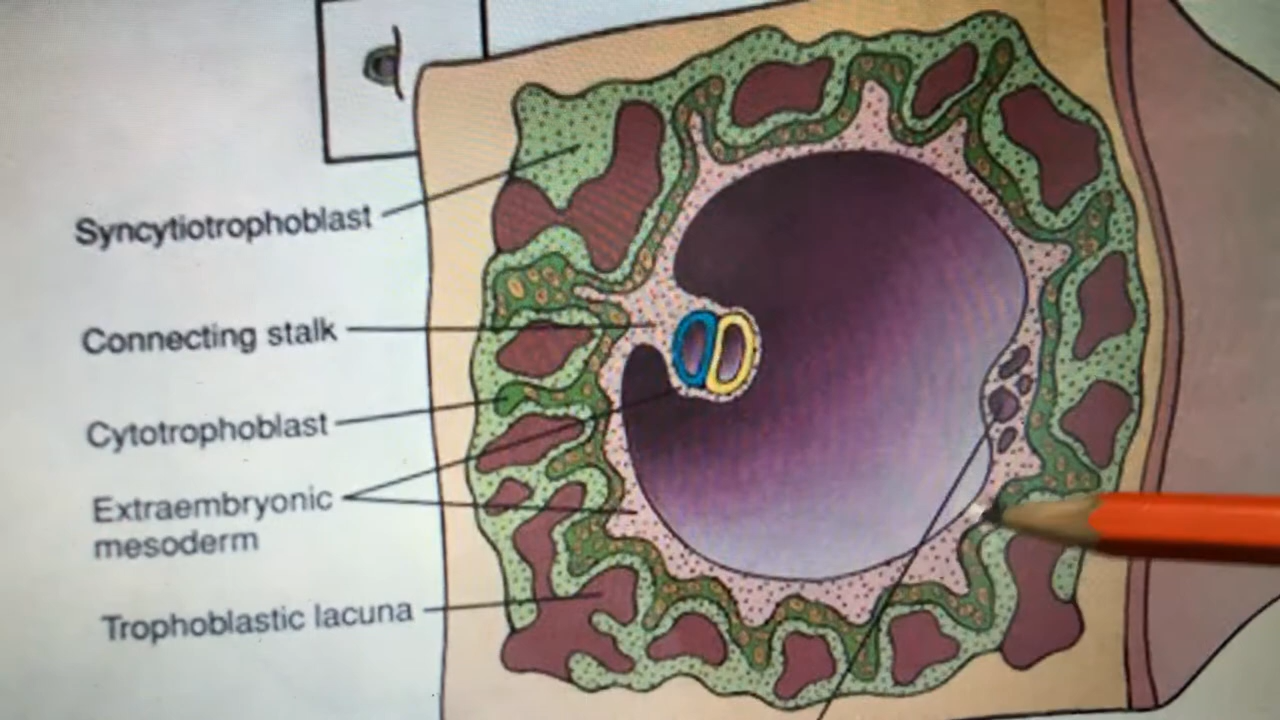 Syncytiotrophoblast
Connecting stalk
Cytotrophoblast
Extraembryonic
mesoderm
Trophoblastic lacuna